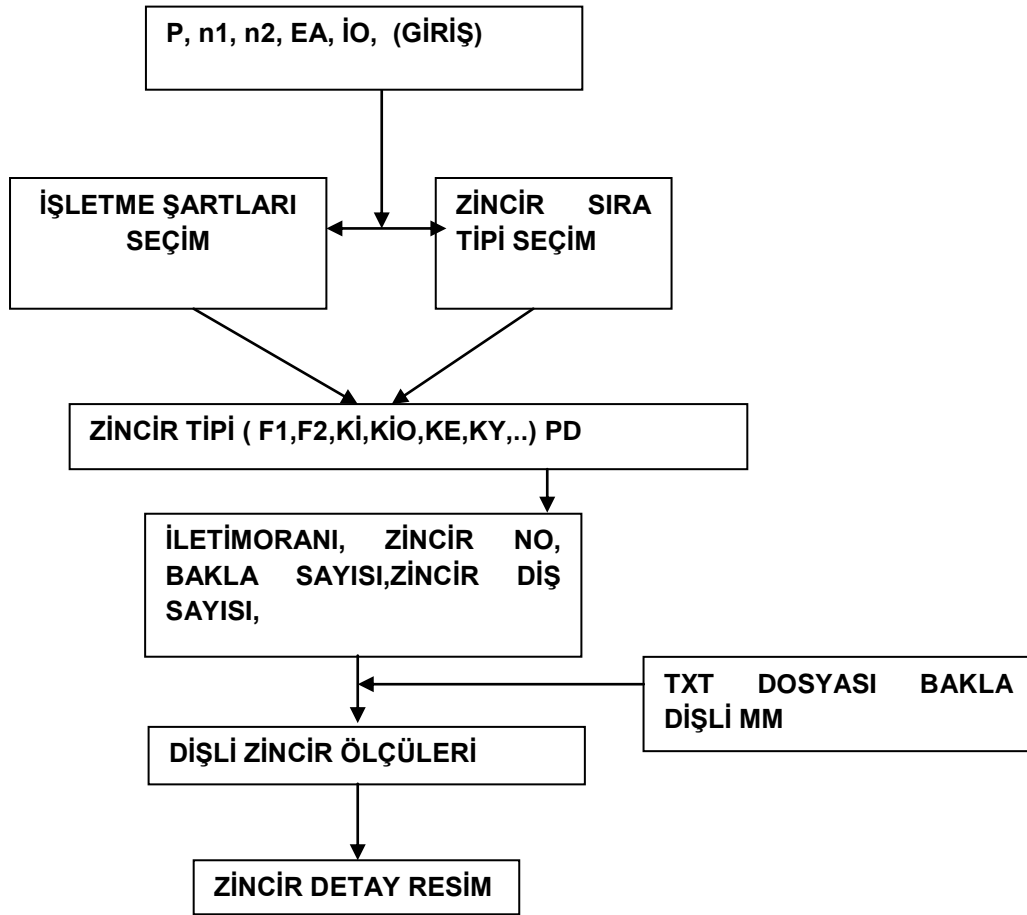 P, n1, n2, EA, İO, (GİRİŞ)
İŞLETME ŞARTLARI
SEÇİM
ZİNCİR SIRA
TİPİ SEÇİM
ZİNCİR TİPİ ( F1,F2,Kİ,KİO,KE,KY,..) PD
İLETİMORANI, ZİNCİR NO,
BAKLA SAYISI,ZİNCİR DİŞ
SAYISI,
TXT DOSYASI BAKLA
DİŞLİ MM
DİŞLİ ZİNCİR ÖLÇÜLERİ
ZİNCİR DETAY RESİM